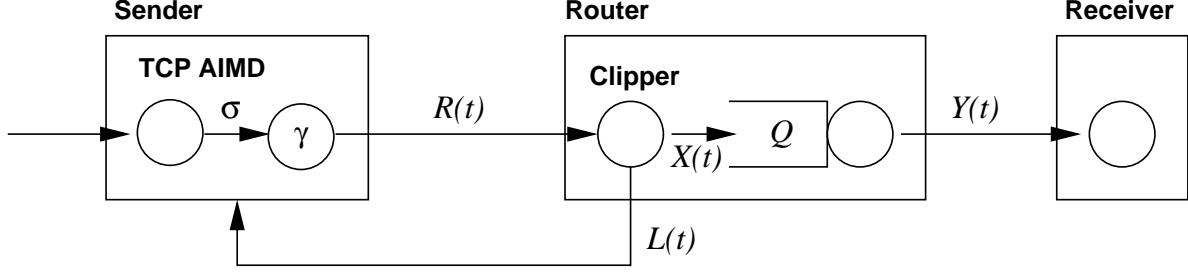 Sender
Router
Receiver
TCP AIMD
Clipper
σ
γ
R(t)
X(t)
Q
Y(t)
L(t)